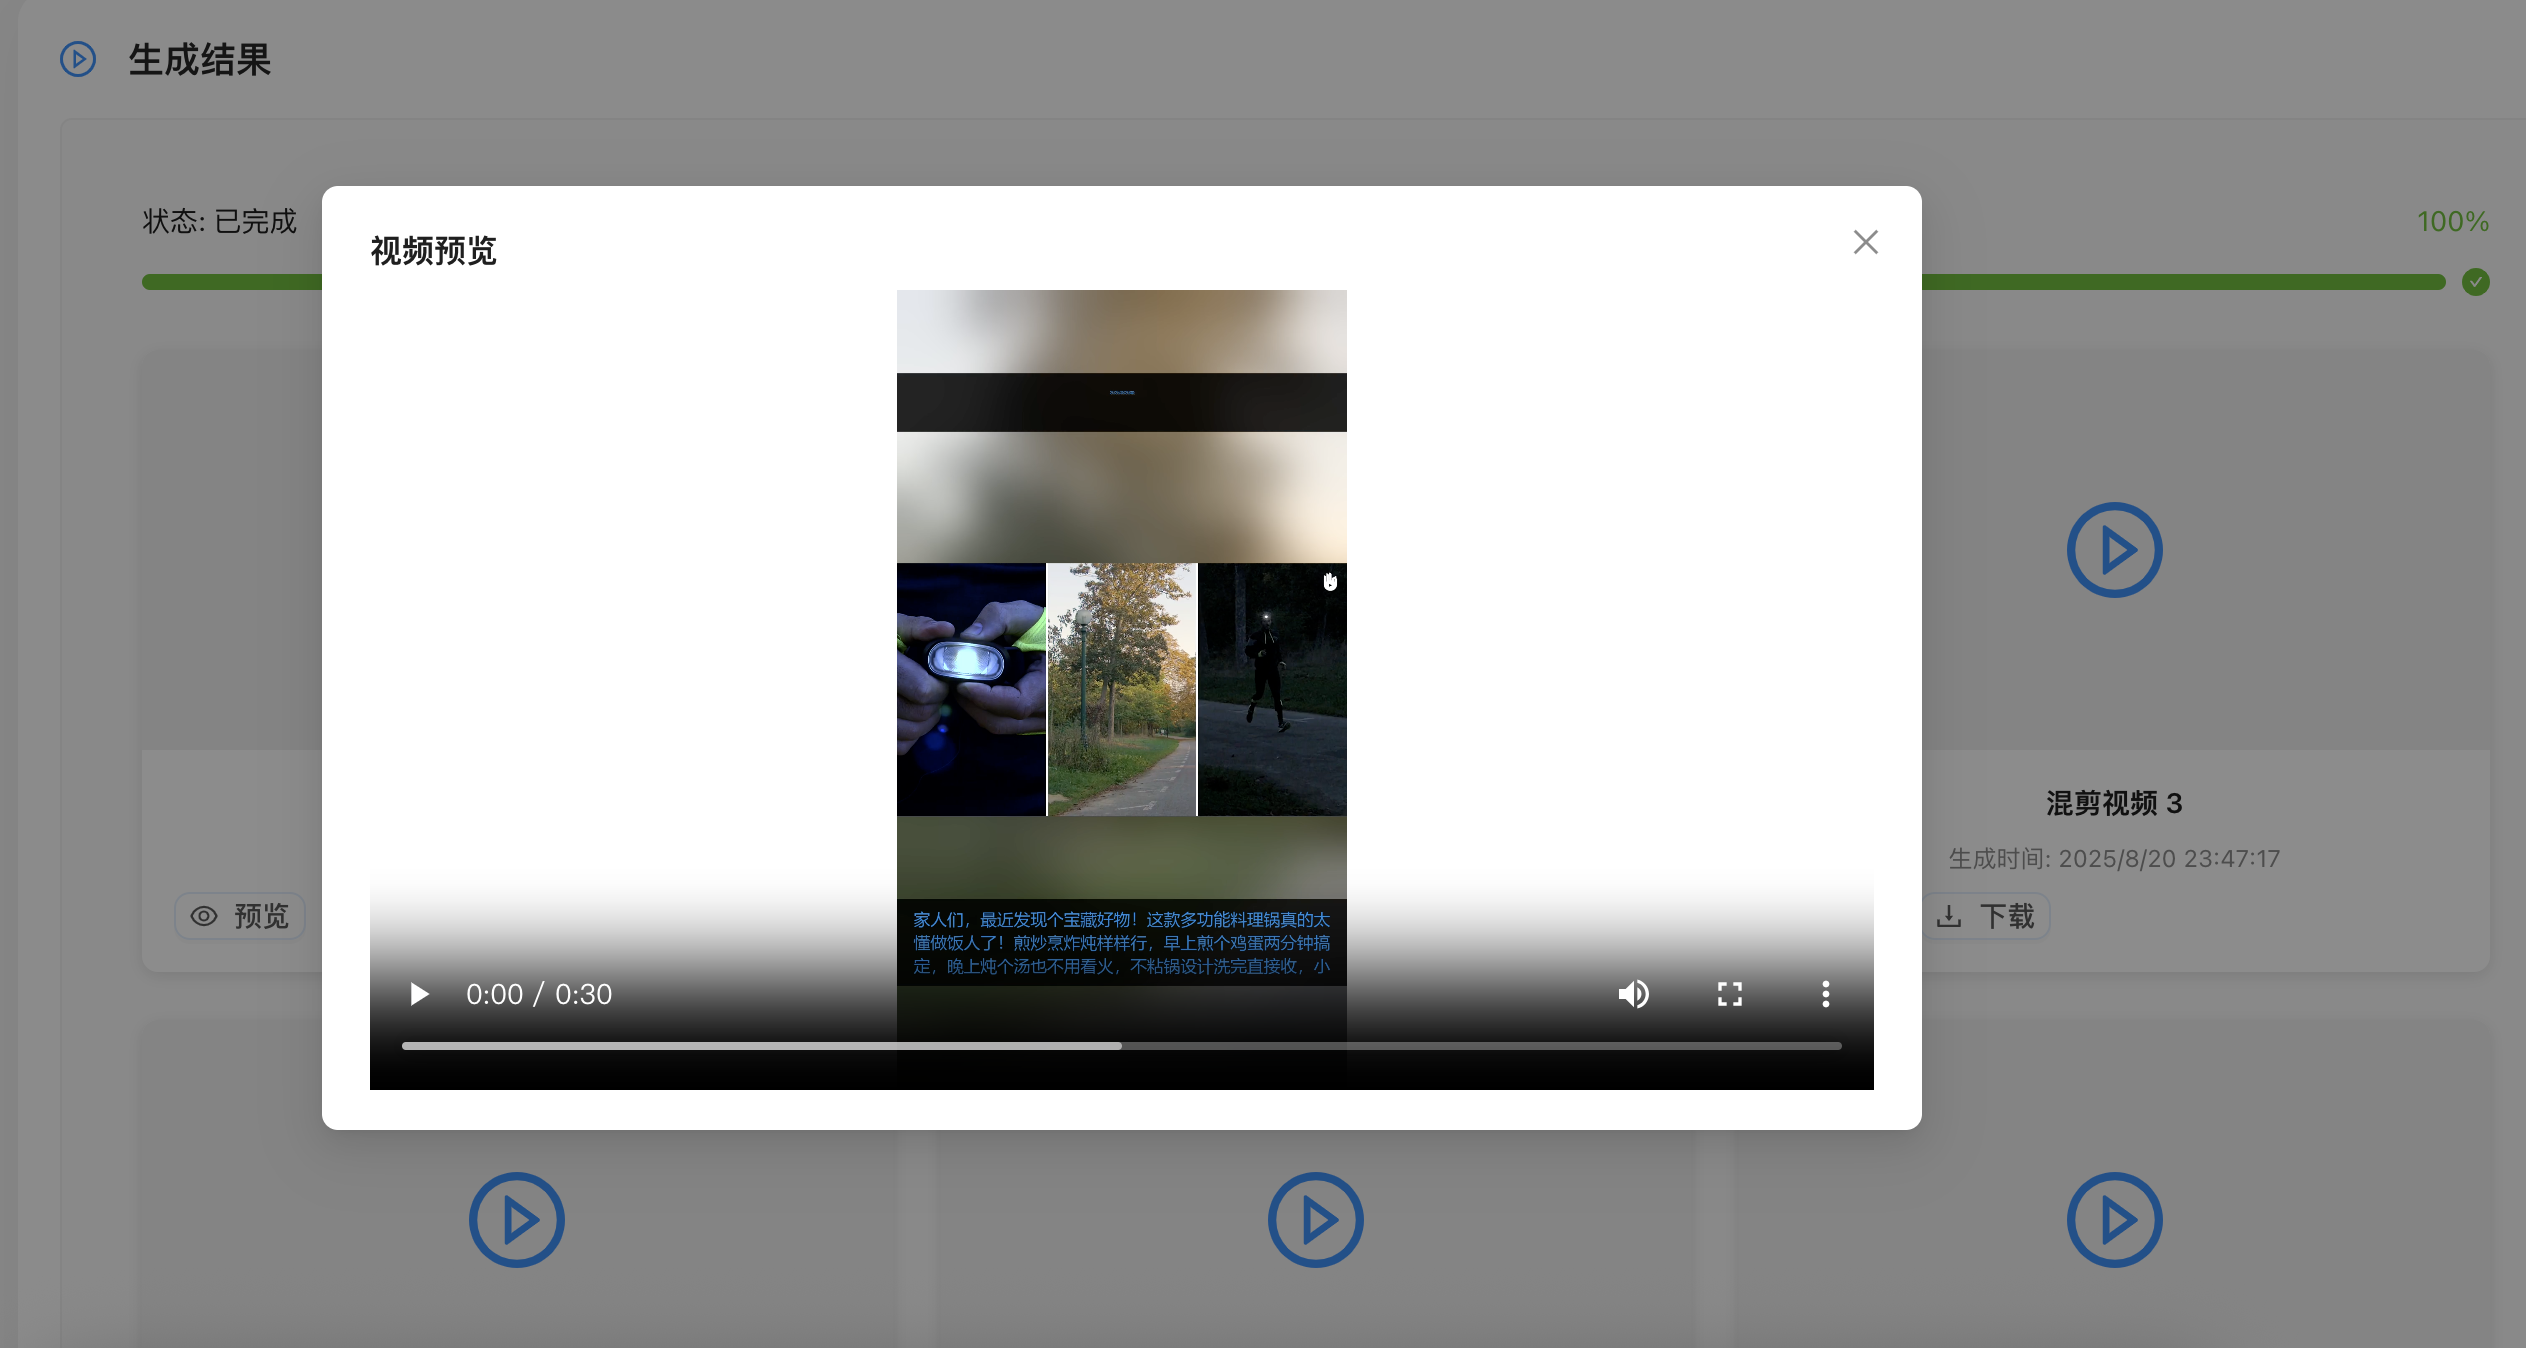 生成结果
状态: 已完成
100%
视频预览
家人们，最近发现个宝藏好物！这款多功能料理锅真的太
懂做饭人了！煎炒烹炸炖样样行，早上煎个鸡蛋两分钟搞
定，晚上炖个汤也不用看火，不粘锅设计洗完直接收，小
0:00 / 0:30
混剪视频 3
生成时间: 2025/8/20 23:47:17
预览
下载